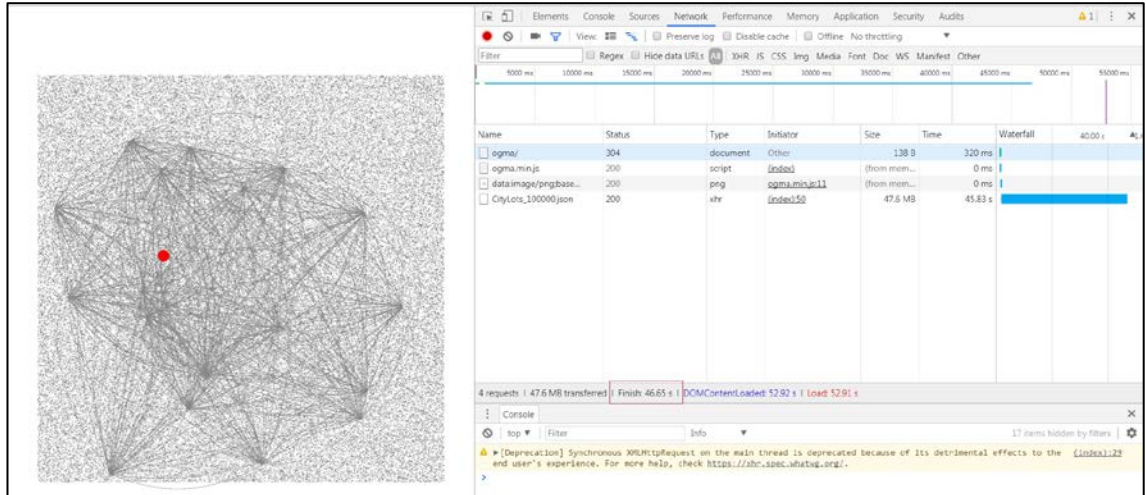 Elements Console Sources Network Performance Memory Application Security Audits 1
View: Preserve log Disable cache Offline No throttling
Filter Regex Hide data URLs All XHR JS CSS Img Media Font Doc WS Manifest Other
5000 ms 10000 ms 15000 ms 20000 ms 25000 ms 30000 ms 35000 ms 40000 ms 45000 ms 50000 ms 55000 ms
Name Status Type Initiator Size Time Waterfall 40.00 s
ogma/ 304 document Other 138 B 320 ms
ogma.min.js 200 script (index) (from mem... 0 ms
data:image/png;base... 200 png ogma.min.js:11 (from mem... 0 ms
CityLots_100000.json 200 xhr (index):50 47.6 MB 45.83 s
4 requests | 47.6 MB transferred | Finish: 46.65 s | DOMContentLoaded: 52.92 s | Load: 52.91 s
Console
top Filter Info 17 items hidden by filters
[Deprecation] Synchronous XMLHttpRequest on the main thread is deprecated because of its detrimental effects to the (index):29
end user's experience. For more help, check https://xhr.spec.whatwg.org/.